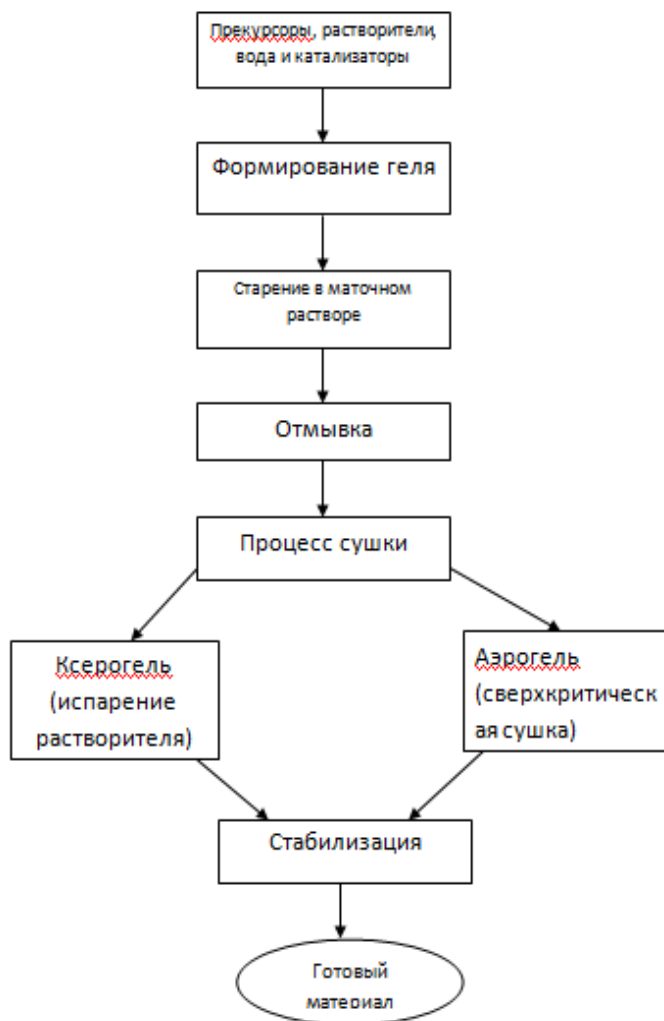 Прекурсоры, растворители,
вода и катализаторы
Формирование геля
Старение в маточном
растворе
Отмывка
Процесс сушки
Ксерогель
(испарение
растворителя)
Аэрогель
(сверхкритическ
ая сушка)
Стабилизация
Готовый
материал